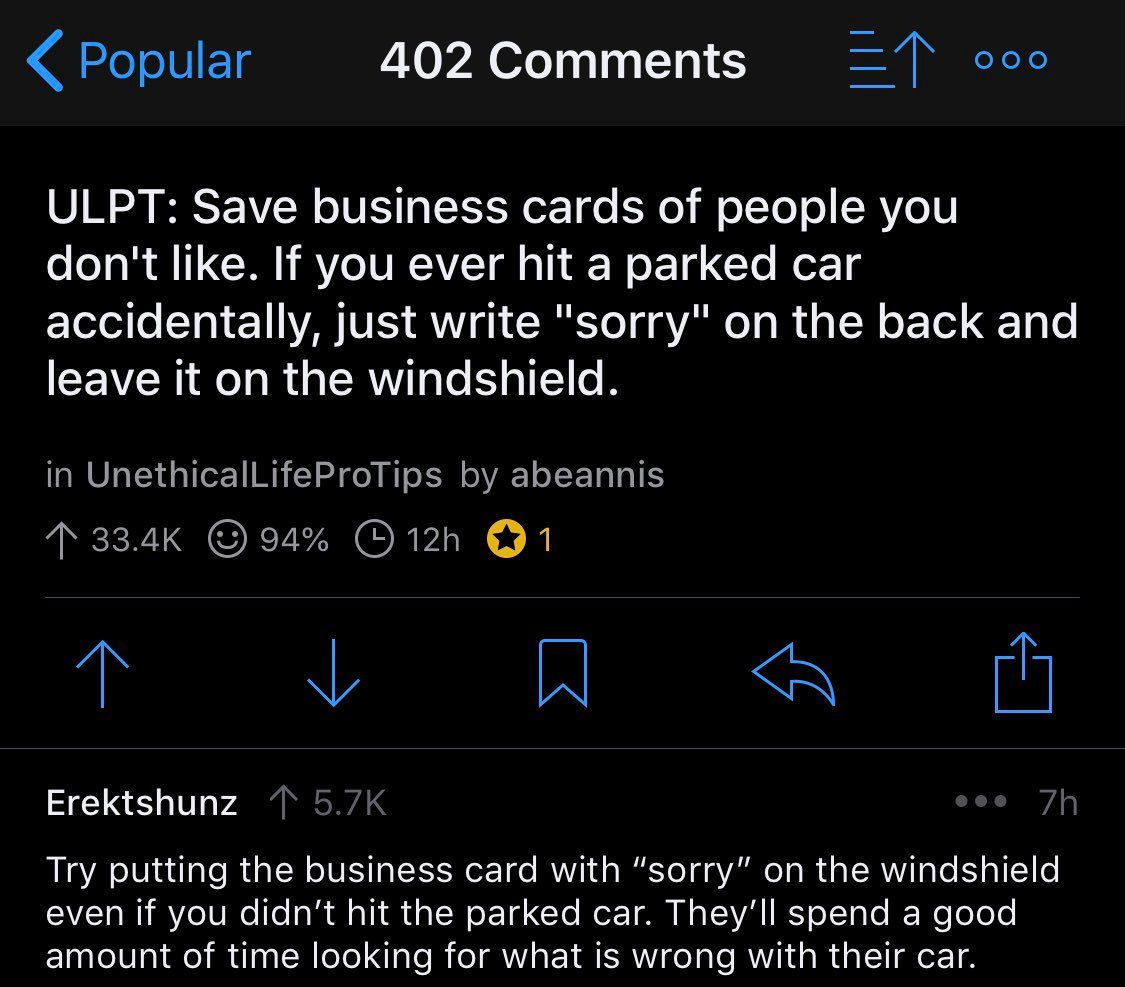 Popular 402 Comments
ULPT: Save business cards of people you
don't like. If you ever hit a parked car
accidentally, just write "sorry" on the back and
leave it on the windshield.
in UnethicalLifeProTips by abeannis
33.4K 94% 12h 1
Erektshunz 5.7K 7h
Try putting the business card with “sorry” on the windshield
even if you didn’t hit the parked car. They’ll spend a good
amount of time looking for what is wrong with their car.